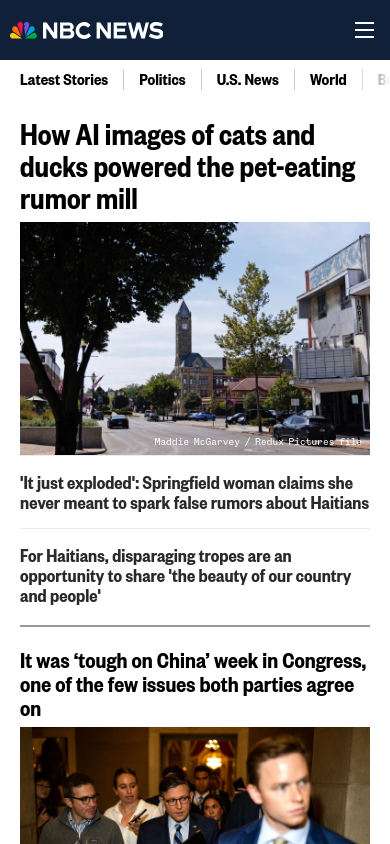 NBC NEWS
Latest Stories
Politics
U.S. News
World
How AI images of cats and
ducks powered the pet-eating
rumor mill
Maddie McGarvey / Redux Pictures file
'It just exploded': Springfield woman claims she
never meant to spark false rumors about Haitians
For Haitians, disparaging tropes are an
opportunity to share 'the beauty of our country
and people'
It was ‘tough on China’ week in Congress,
one of the few issues both parties agree
on